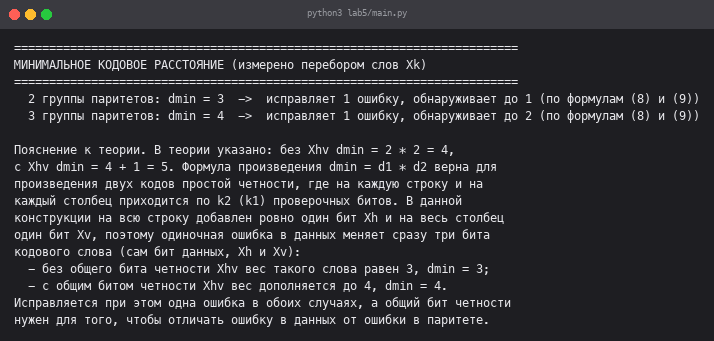 python3 lab5/main.py
========================================================================
МИНИМАЛЬНОЕ КОДОВОЕ РАССТОЯНИЕ (измерено перебором слов Xk)
========================================================================
2 группы паритетов: dmin = 3 –> исправляет 1 ошибку, обнаруживает до 1 (по формулам (8) и (9))
3 группы паритетов: dmin = 4 –> исправляет 1 ошибку, обнаруживает до 2 (по формулам (8) и (9))
Пояснение к теории. В теории указано: без Xhv dmin = 2 * 2 = 4,
с Xhv dmin = 4 + 1 = 5. Формула произведения dmin = d1 * d2 верна для
произведения двух кодов простой четности, где на каждую строку и на
каждый столбец приходится по k2 (k1) проверочных битов. В данной
конструкции на всю строку добавлен ровно один бит Xh и на весь столбец
один бит Xv, поэтому одиночная ошибка в данных меняет сразу три бита
кодового слова (сам бит данных, Xh и Xv):
– без общего бита четности Xhv вес такого слова равен 3, dmin = 3;
– с общим битом четности Xhv вес дополняется до 4, dmin = 4.
Исправляется при этом одна ошибка в обоих случаях, а общий бит четности
нужен для того, чтобы отличать ошибку в данных от ошибки в паритете.